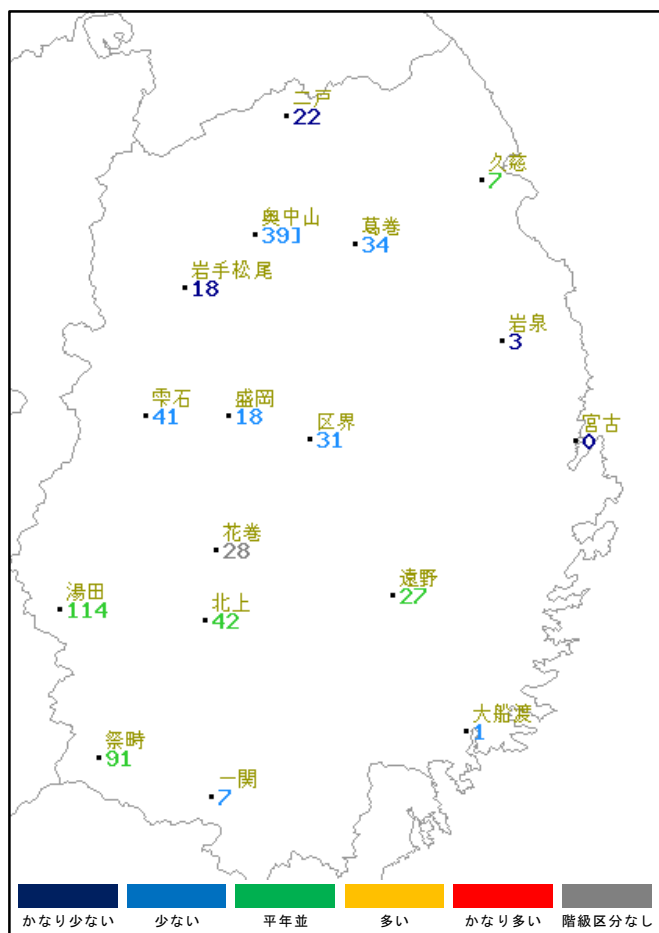 二戸
22
久慈
7
奥中山
39]
葛巻
34
岩手松尾
18
岩泉
3
雫石
41
盛岡
18
区界
31
宮古
0
花巻
28
湯田
114
北上
42
遠野
27
大船渡
1
祭畤
91
一関
7
かなり少ない
少ない
平年並
多い
かなり多い
階級区分なし